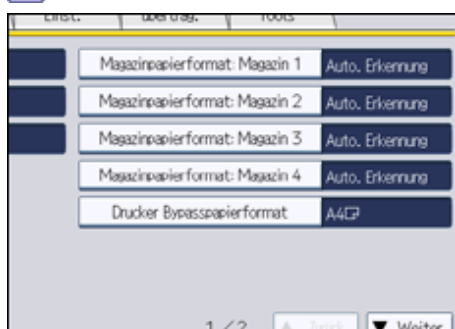 Einst. Übertrag. Tools
Magazinpapierformat: Magazin 1 Auto. Erkennung
Magazinpapierformat: Magazin 2 Auto. Erkennung
Magazinpapierformat: Magazin 3 Auto. Erkennung
Magazinpapierformat: Magazin 4 Auto. Erkennung
Drucker Bypasspapierformat A4
1/2 ▲ Zurück ▼ Weiter